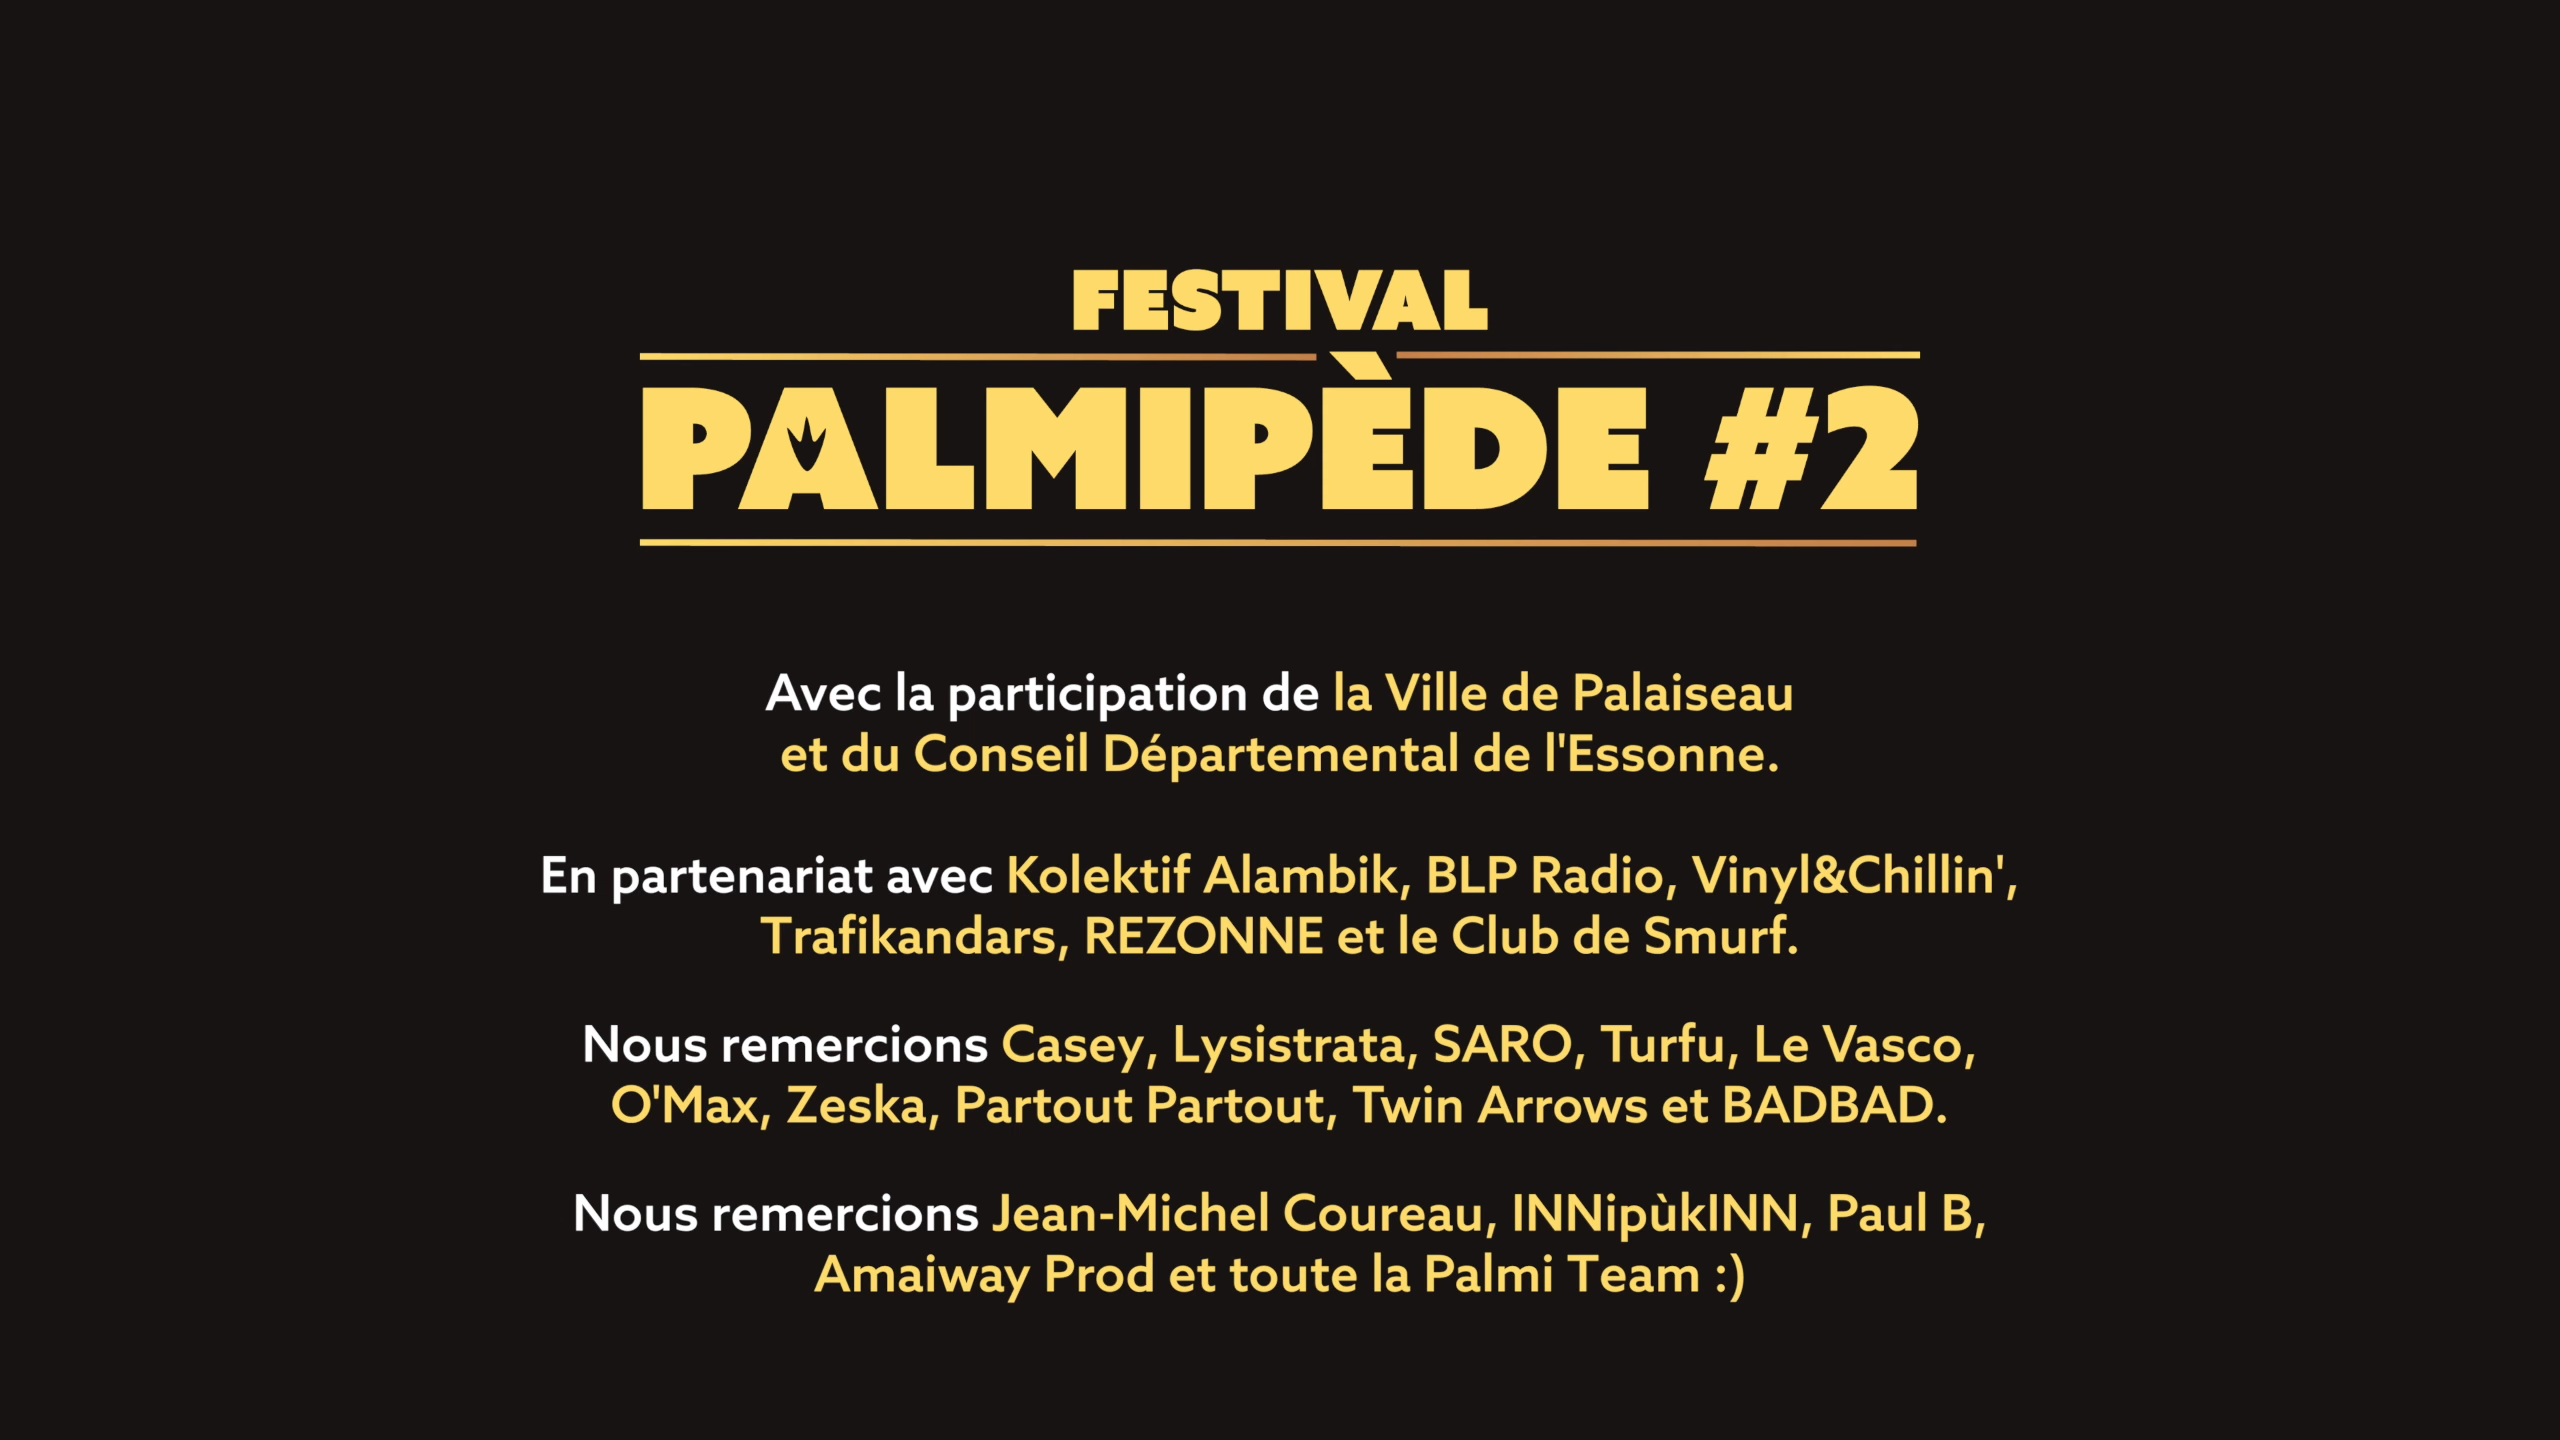 FESTIVAL
PALMIPÈDE #2
Avec la participation de la Ville de Palaiseau
et du Conseil Départemental de l'Essonne.
En partenariat avec Kolektif Alambik, BLP Radio, Vinyl&Chillin',
Trafikandars, REZONNE et le Club de Smurf.
Nous remercions Casey, Lysistrata, SARO, Turfu, Le Vasco,
O'Max, Zeska, Partout Partout, Twin Arrows et BADBAD.
Nous remercions Jean-Michel Coureau, INNipùkINN, Paul B,
Amaiway Prod et toute la Palmi Team :)